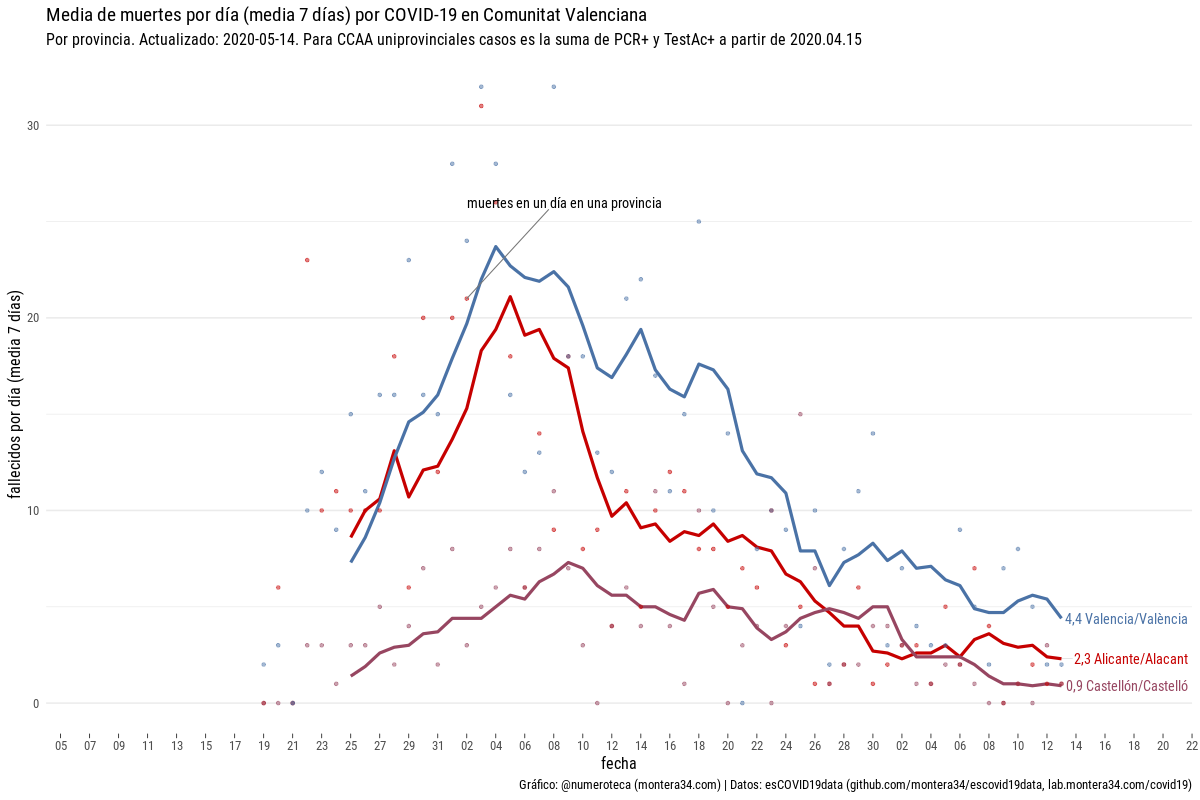 Media de muertes por día (media 7 días) por COVID-19 en Comunitat Valenciana
Por provincia. Actualizado: 2020-05-14. Para CCAA uniprovinciales casos es la suma de PCR+ y TestAc+ a partir de 2020.04.15
fallecidos por día (media 7 días)
30
20
10
0
muertes en un día en una provincia
4,4 Valencia/València
2,3 Alicante/Alacant
0,9 Castellón/Castelló
05 07 09 11 13 15 17 19 21 23 25 27 29 31 02 04 06 08 10 12 14 16 18 20 22 24 26 28 30 02 04 06 08 10 12 14 16 18 20 22
fecha
Gráfico: @numeroteca (montera34.com) | Datos: esCOVID19data (github.com/montera34/escovid19data, lab.montera34.com/covid19)